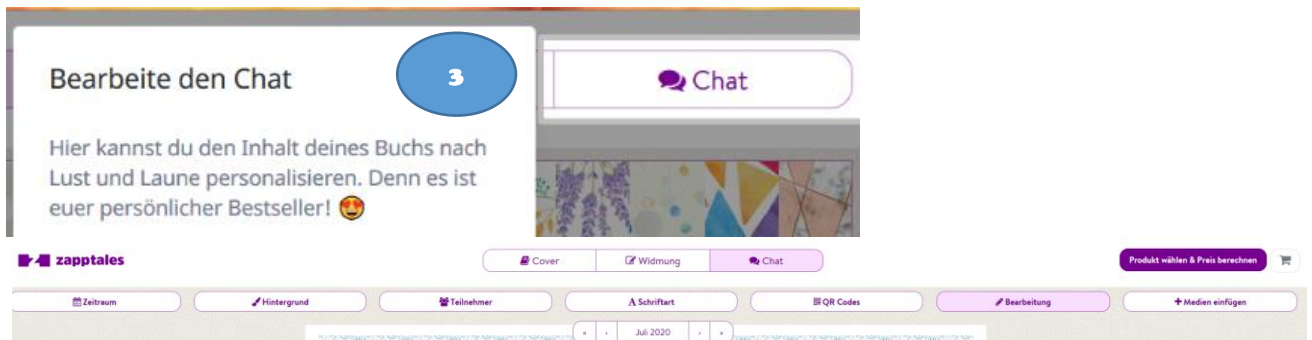 Bearbeite den Chat
3
Chat
Hier kannst du den Inhalt deines Buchs nach
Lust und Laune personalisieren. Denn es ist
euer persönlicher Bestseller! 😍
zapptales
Cover
Widmung
Chat
Produkt wählen & Preis berechnen
Zeitraum
Hintergrund
Teilnehmer
A Schriftart
QR Codes
Bearbeitung
+ Medien einfügen
« ‹ Juli 2020 › »